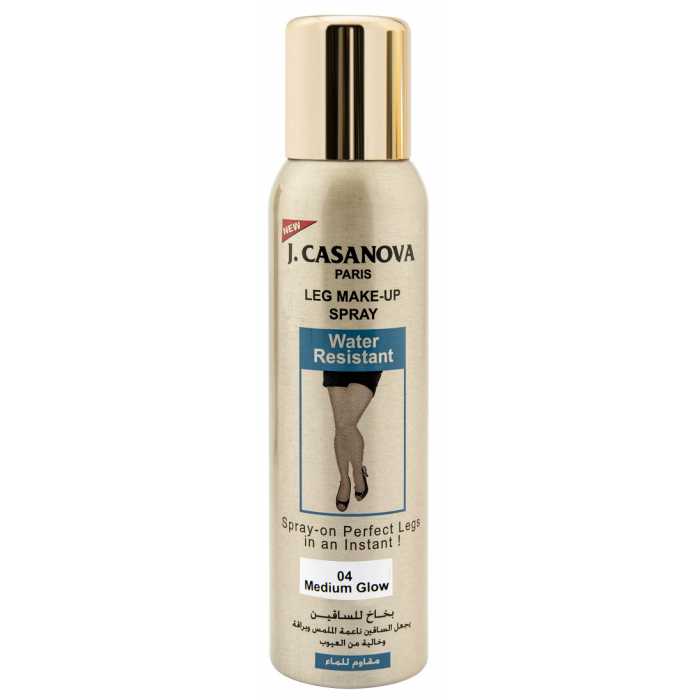 NEW
J. CASANOVA
PARIS
LEG MAKE-UP
SPRAY
Water
Resistant
Spray-on Perfect Legs
in an Instant !
04
Medium Glow
بخاخ للساقين
يجعل الساقين ناعمة الملمس وبراقة
وخالية من العيوب
مقاوم للماء